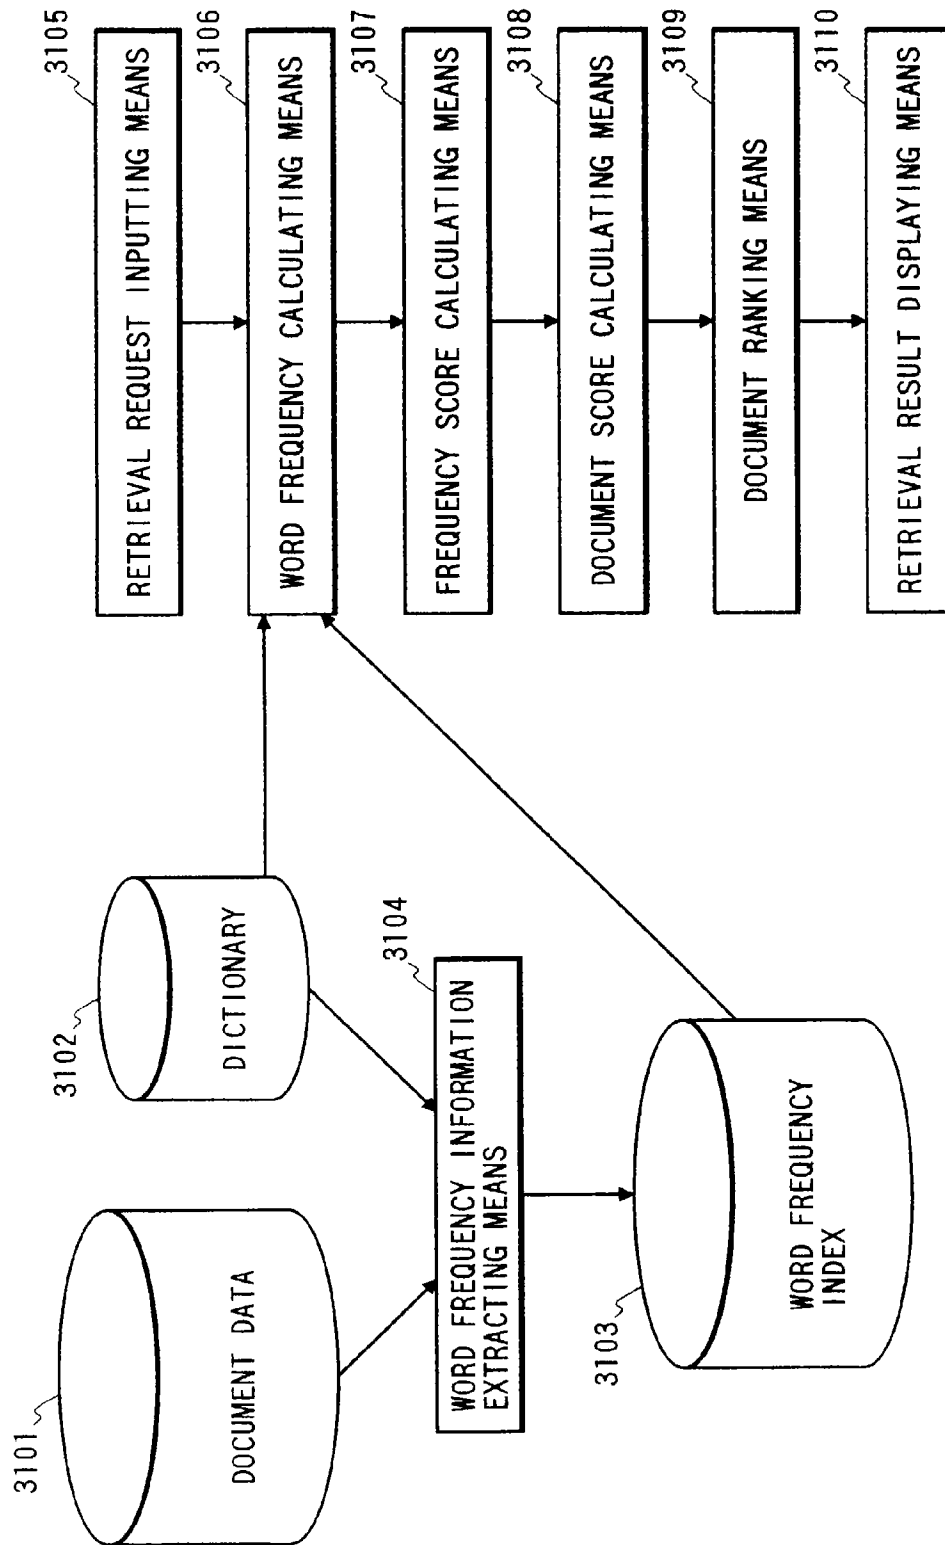 3101
DOCUMENT DATA
3102
DICTIONARY
3104
WORD FREQUENCY INFORMATION
EXTRACTING MEANS
3103
WORD FREQUENCY
INDEX
3105
RETRIEVAL REQUEST INPUTTING MEANS
3106
WORD FREQUENCY CALCULATING MEANS
3107
FREQUENCY SCORE CALCULATING MEANS
3108
DOCUMENT SCORE CALCULATING MEANS
3109
DOCUMENT RANKING MEANS
3110
RETRIEVAL RESULT DISPLAYING MEANS